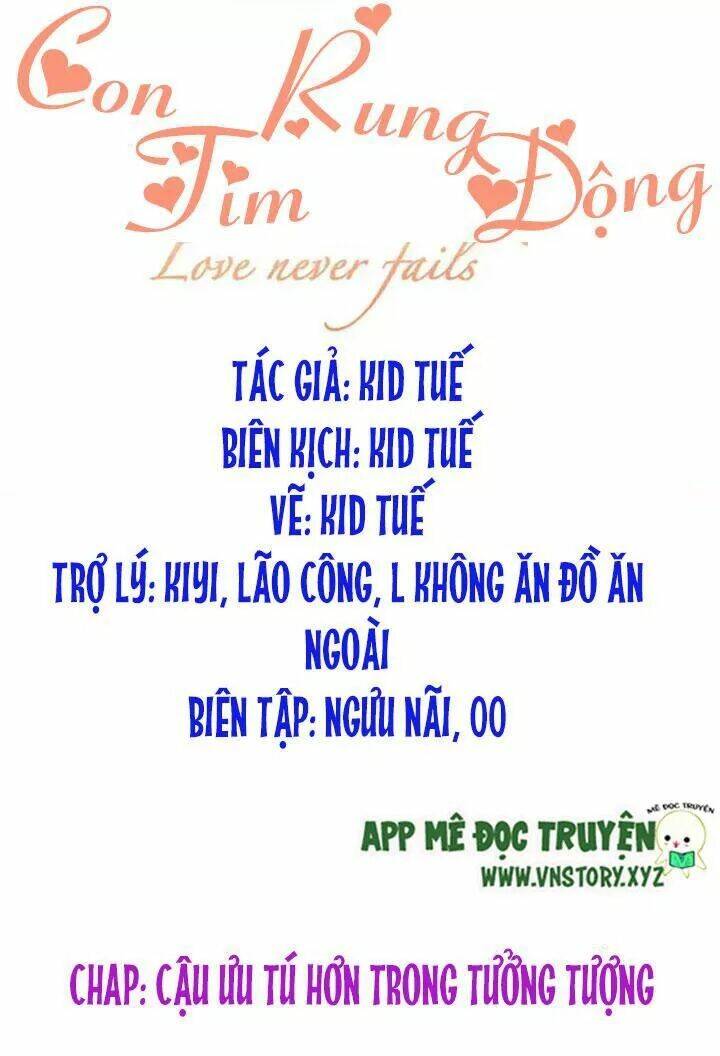 Con Tim Rung Động
Love never fails
TÁC GIẢ: KID TUẾ
BIÊN KỊCH: KID TUẾ
VẼ: KID TUẾ
TRỢ LÝ: KIYI, LÃO CÔNG, L KHÔNG ĂN ĐỒ ĂN
NGOÀI
BIÊN TẬP: NGƯU NÃI, OO
MÊ ĐỌC TRUYỆN
APP MÊ ĐỌC TRUYỆN
WWW.VNSTORY.XYZ
CHAP: CẬU ƯU TÚ HƠN TRONG TƯỞNG TƯỢNG